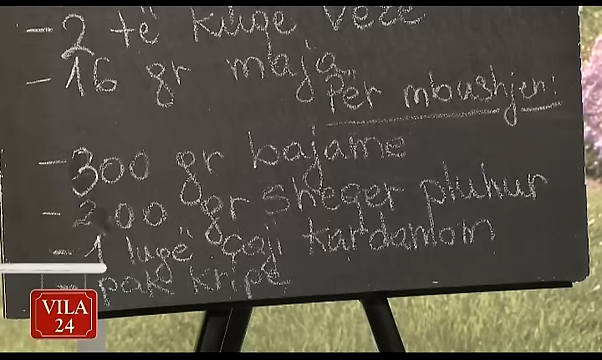 - 2 të kuqe veze
- 16 gr maja
Për mbushjen:
- 300 gr bajame
- 200 gr sheqer pluhur
- 1 lugë çaji kardamom
- pak kripë
VILA
24